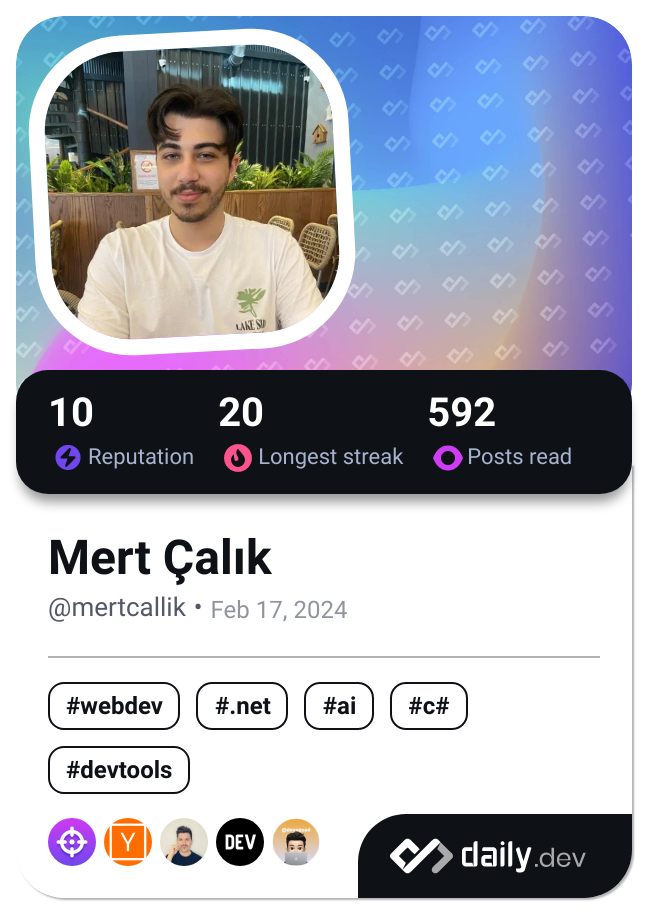 LAKE
10
20
592
Reputation
Longest streak
Posts read
Mert Çalık
@mertcallik • Feb 17, 2024
#webdev
#.net
#ai
#c#
#devtools
Y
DEV
daily.dev